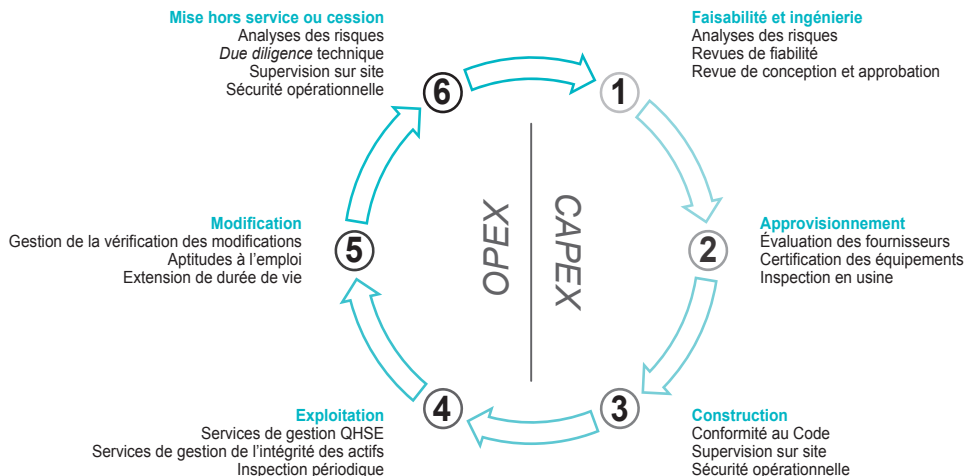 Mise hors service ou cession
Analyses des risques
Due diligence technique
Supervision sur site
Sécurité opérationnelle
6
Faisabilité et ingénierie
Analyses des risques
Revues de fiabilité
Revue de conception et approbation
1
OPEX
CAPEX
Modification
Gestion de la vérification des modifications
Aptitudes à l'emploi
Extension de durée de vie
5
Approvisionnement
Évaluation des fournisseurs
Certification des équipements
Inspection en usine
2
Exploitation
Services de gestion QHSE
Services de gestion de l'intégrité des actifs
Inspection périodique
4
Construction
Conformité au Code
Supervision sur site
Sécurité opérationnelle
3